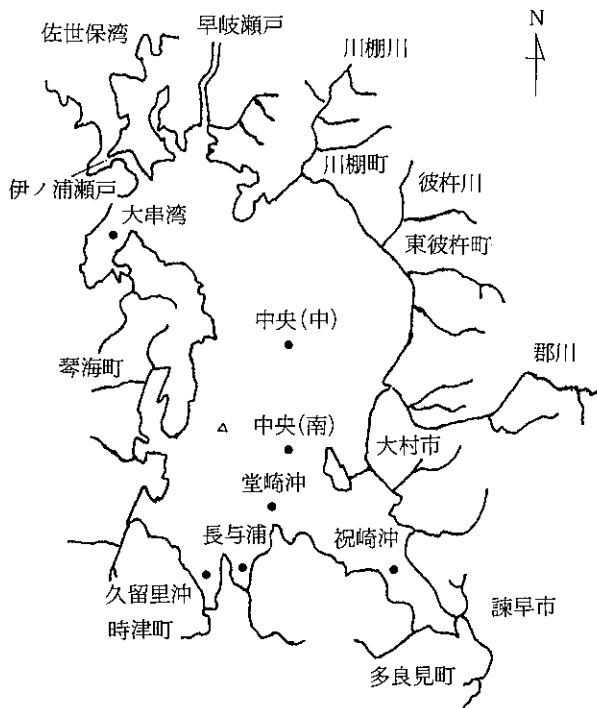 早岐瀬戸
佐世保湾
N
川棚川
川棚町
彼杵川
伊ノ浦瀬戸
大串湾
東彼杵町
中央(中)
郡川
琴海町
中央(南)
大村市
堂崎沖
長与浦
祝崎沖
久留里沖
諫早市
時津町
多良見町